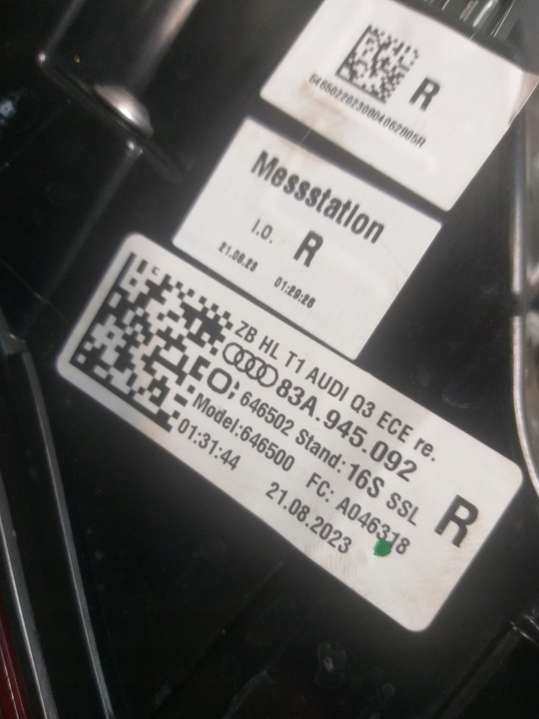 R
64650220230804062005R
Messstation
I.O. R
21.08.23 01:29:26
ZB HL T1 AUDI Q3 ECE re.
83A.945.092
646502 Stand: 16S SSL
Model:646500 FC: A046318
01:31:44 21.08.2023
R